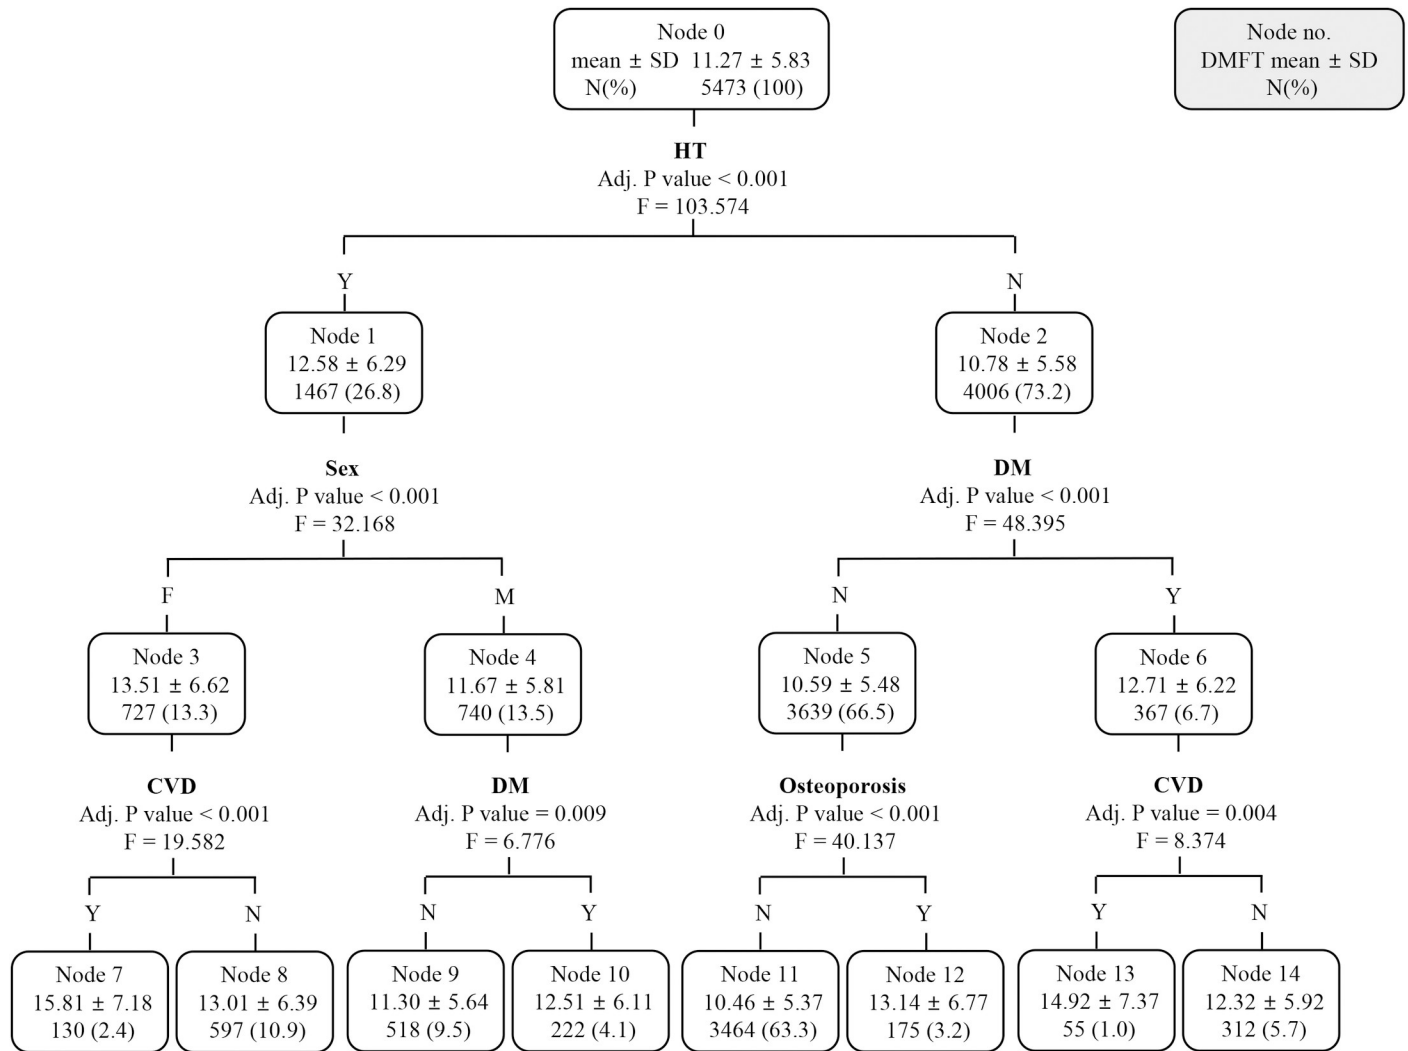 Node 0
mean ± SD 11.27 ± 5.83
N(%) 5473 (100)
Node no.
DMFT mean ± SD
N(%)
HT
Adj. P value < 0.001
F = 103.574
Y
N
Node 1
12.58 ± 6.29
1467 (26.8)
Node 2
10.78 ± 5.58
4006 (73.2)
Sex
Adj. P value < 0.001
F = 32.168
DM
Adj. P value < 0.001
F = 48.395
F
M
N
Y
Node 3
13.51 ± 6.62
727 (13.3)
Node 4
11.67 ± 5.81
740 (13.5)
Node 5
10.59 ± 5.48
3639 (66.5)
Node 6
12.71 ± 6.22
367 (6.7)
CVD
Adj. P value < 0.001
F = 19.582
DM
Adj. P value = 0.009
F = 6.776
Osteoporosis
Adj. P value < 0.001
F = 40.137
CVD
Adj. P value = 0.004
F = 8.374
Y
N
N
Y
N
Y
Y
N
Node 7
15.81 ± 7.18
130 (2.4)
Node 8
13.01 ± 6.39
597 (10.9)
Node 9
11.30 ± 5.64
518 (9.5)
Node 10
12.51 ± 6.11
222 (4.1)
Node 11
10.46 ± 5.37
3464 (63.3)
Node 12
13.14 ± 6.77
175 (3.2)
Node 13
14.92 ± 7.37
55 (1.0)
Node 14
12.32 ± 5.92
312 (5.7)